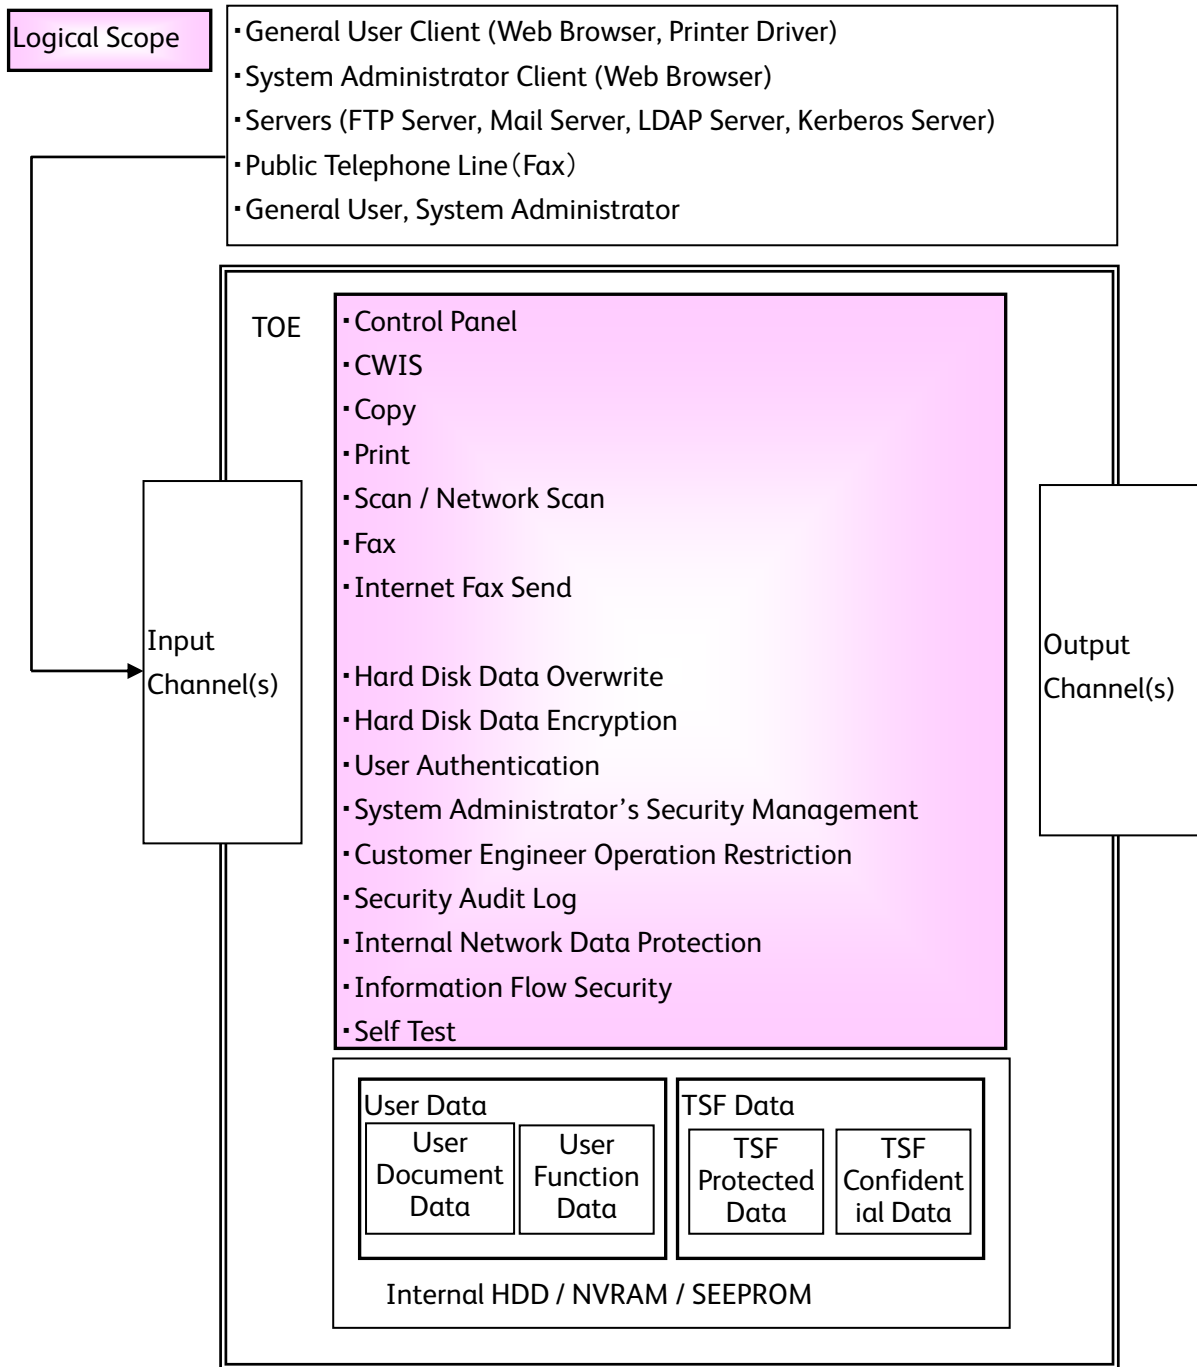 Logical Scope
・General User Client (Web Browser, Printer Driver)
・System Administrator Client (Web Browser)
・Servers (FTP Server, Mail Server, LDAP Server, Kerberos Server)
・Public Telephone Line（Fax）
・General User, System Administrator
TOE
・Control Panel
・CWIS
・Copy
・Print
・Scan / Network Scan
・Fax
・Internet Fax Send
・Hard Disk Data Overwrite
・Hard Disk Data Encryption
・User Authentication
・System Administrator’s Security Management
・Customer Engineer Operation Restriction
・Security Audit Log
・Internal Network Data Protection
・Information Flow Security
・Self Test
Input
Channel(s)
Output
Channel(s)
User Data
User
Document
Data
User
Function
Data
TSF Data
TSF
Protected
Data
TSF
Confident
ial Data
Internal HDD / NVRAM / SEEPROM